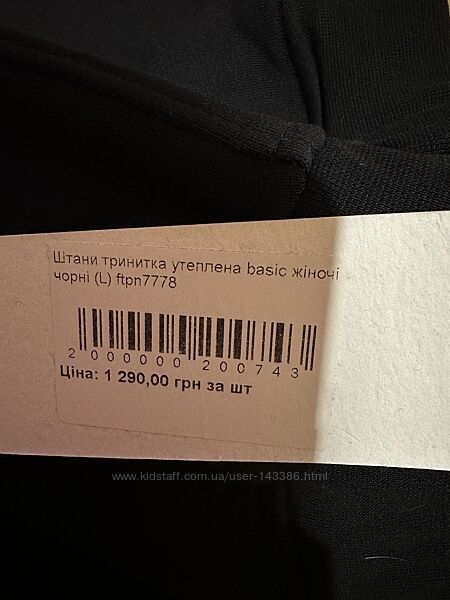 Штани тринитка утеплена basic жіночі
чорні (L) ftpn7778
2 000000 200743
Ціна: 1 290,00 грн за шт
www.kidstaff.com.ua/user-143386.html